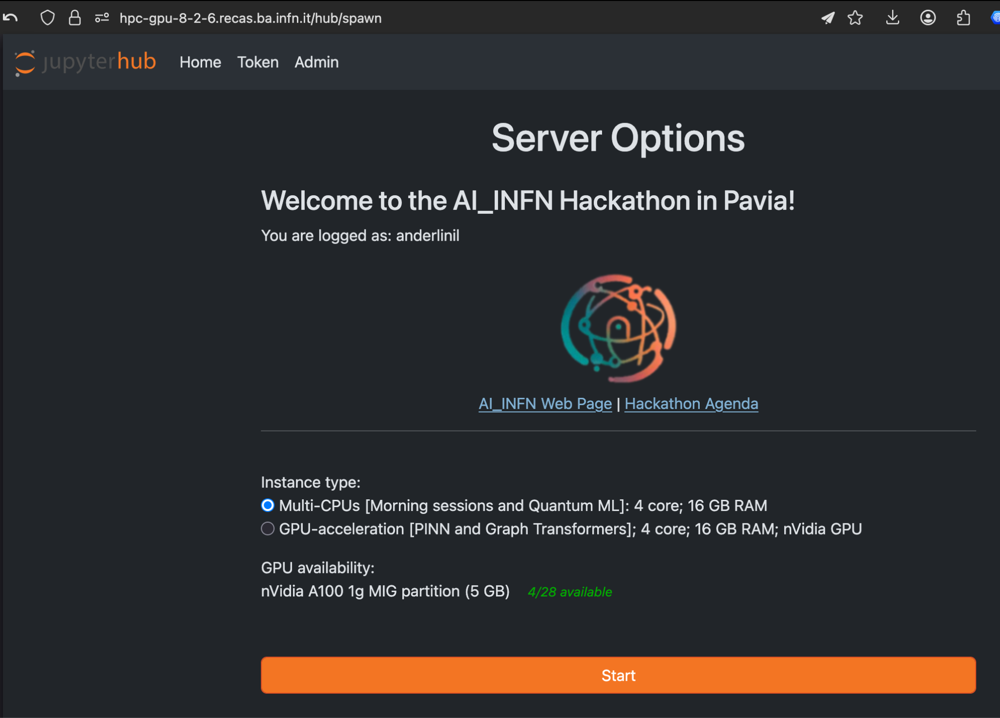 hpc-gpu-8-2-6.recas.ba.infn.it/hub/spawn
jupyterhub Home Token Admin
Server Options
Welcome to the AI_INFN Hackathon in Pavia!
You are logged as: anderlinil
AI_INFN Web Page | Hackathon Agenda
Instance type:
Multi-CPUs [Morning sessions and Quantum ML]: 4 core; 16 GB RAM
GPU-acceleration [PINN and Graph Transformers]; 4 core; 16 GB RAM; nVidia GPU
GPU availability:
nVidia A100 1g MIG partition (5 GB) 4/28 available
Start